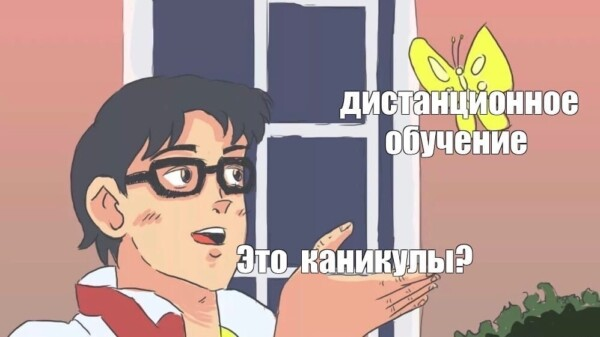 дистанционное
обучение
Это каникулы?